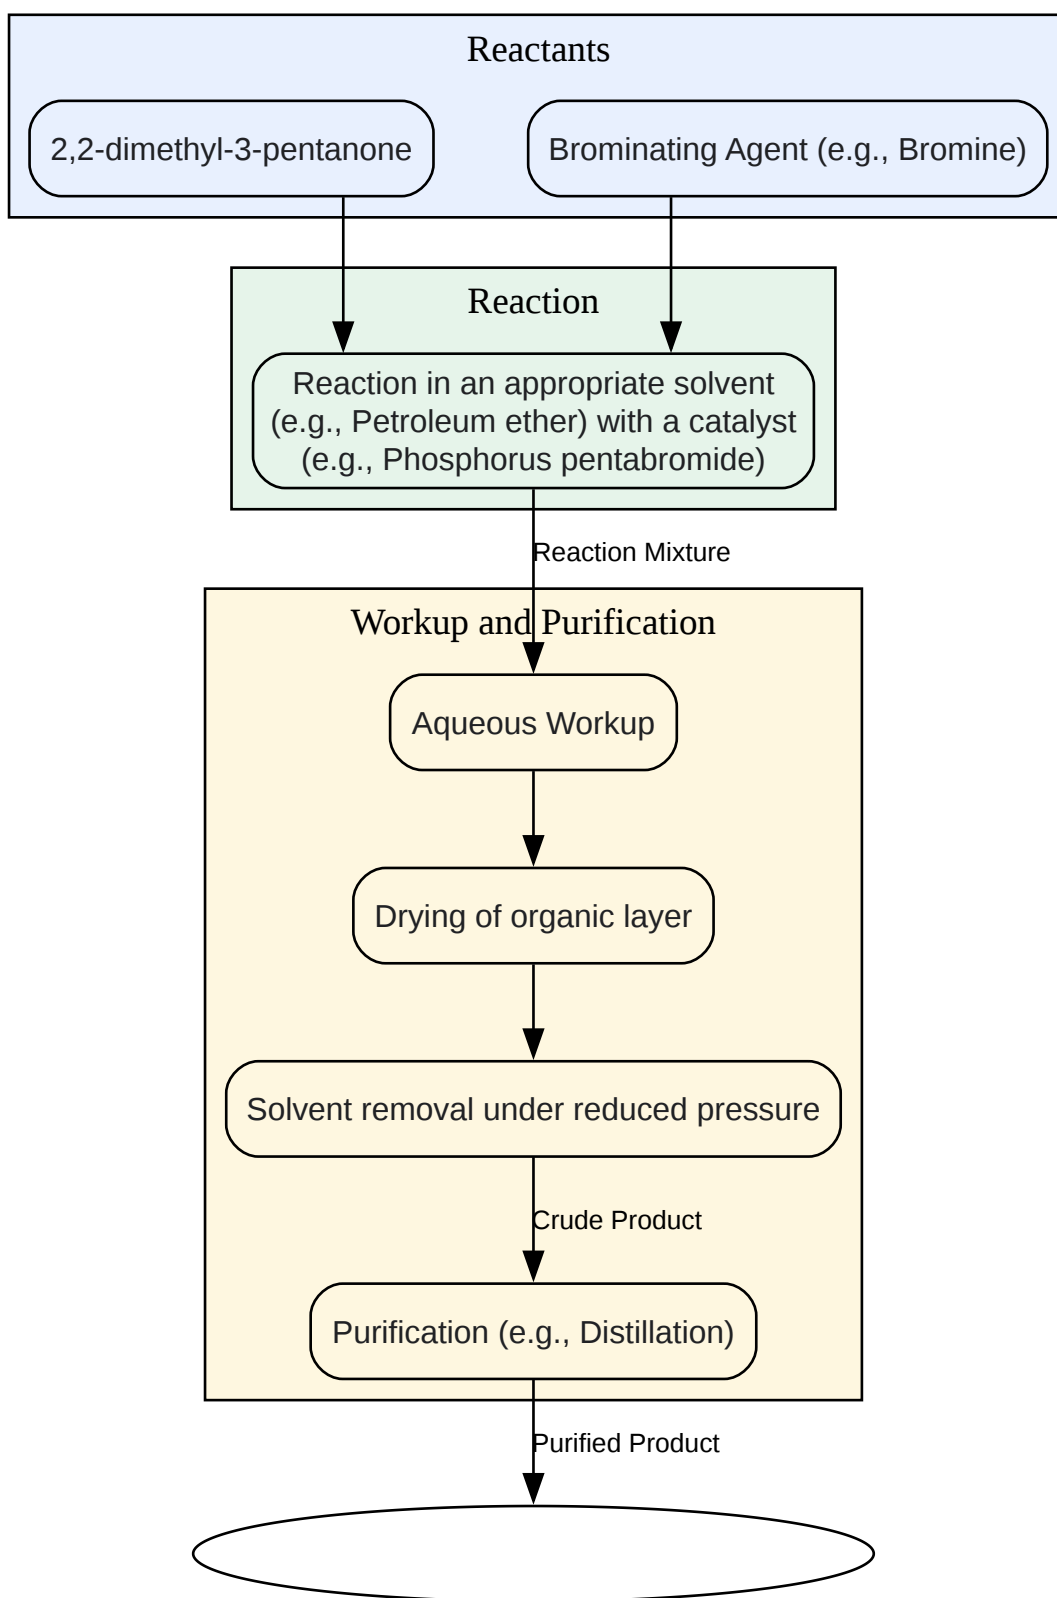 Reactants
2,2-dimethyl-3-pentanone
Brominating Agent (e.g., Bromine)
Reaction
Reaction in an appropriate solvent
(e.g., Petroleum ether) with a catalyst
(e.g., Phosphorus pentabromide)
Reaction Mixture
Workup and Purification
Aqueous Workup
Drying of organic layer
Solvent removal under reduced pressure
Crude Product
Purification (e.g., Distillation)
Purified Product